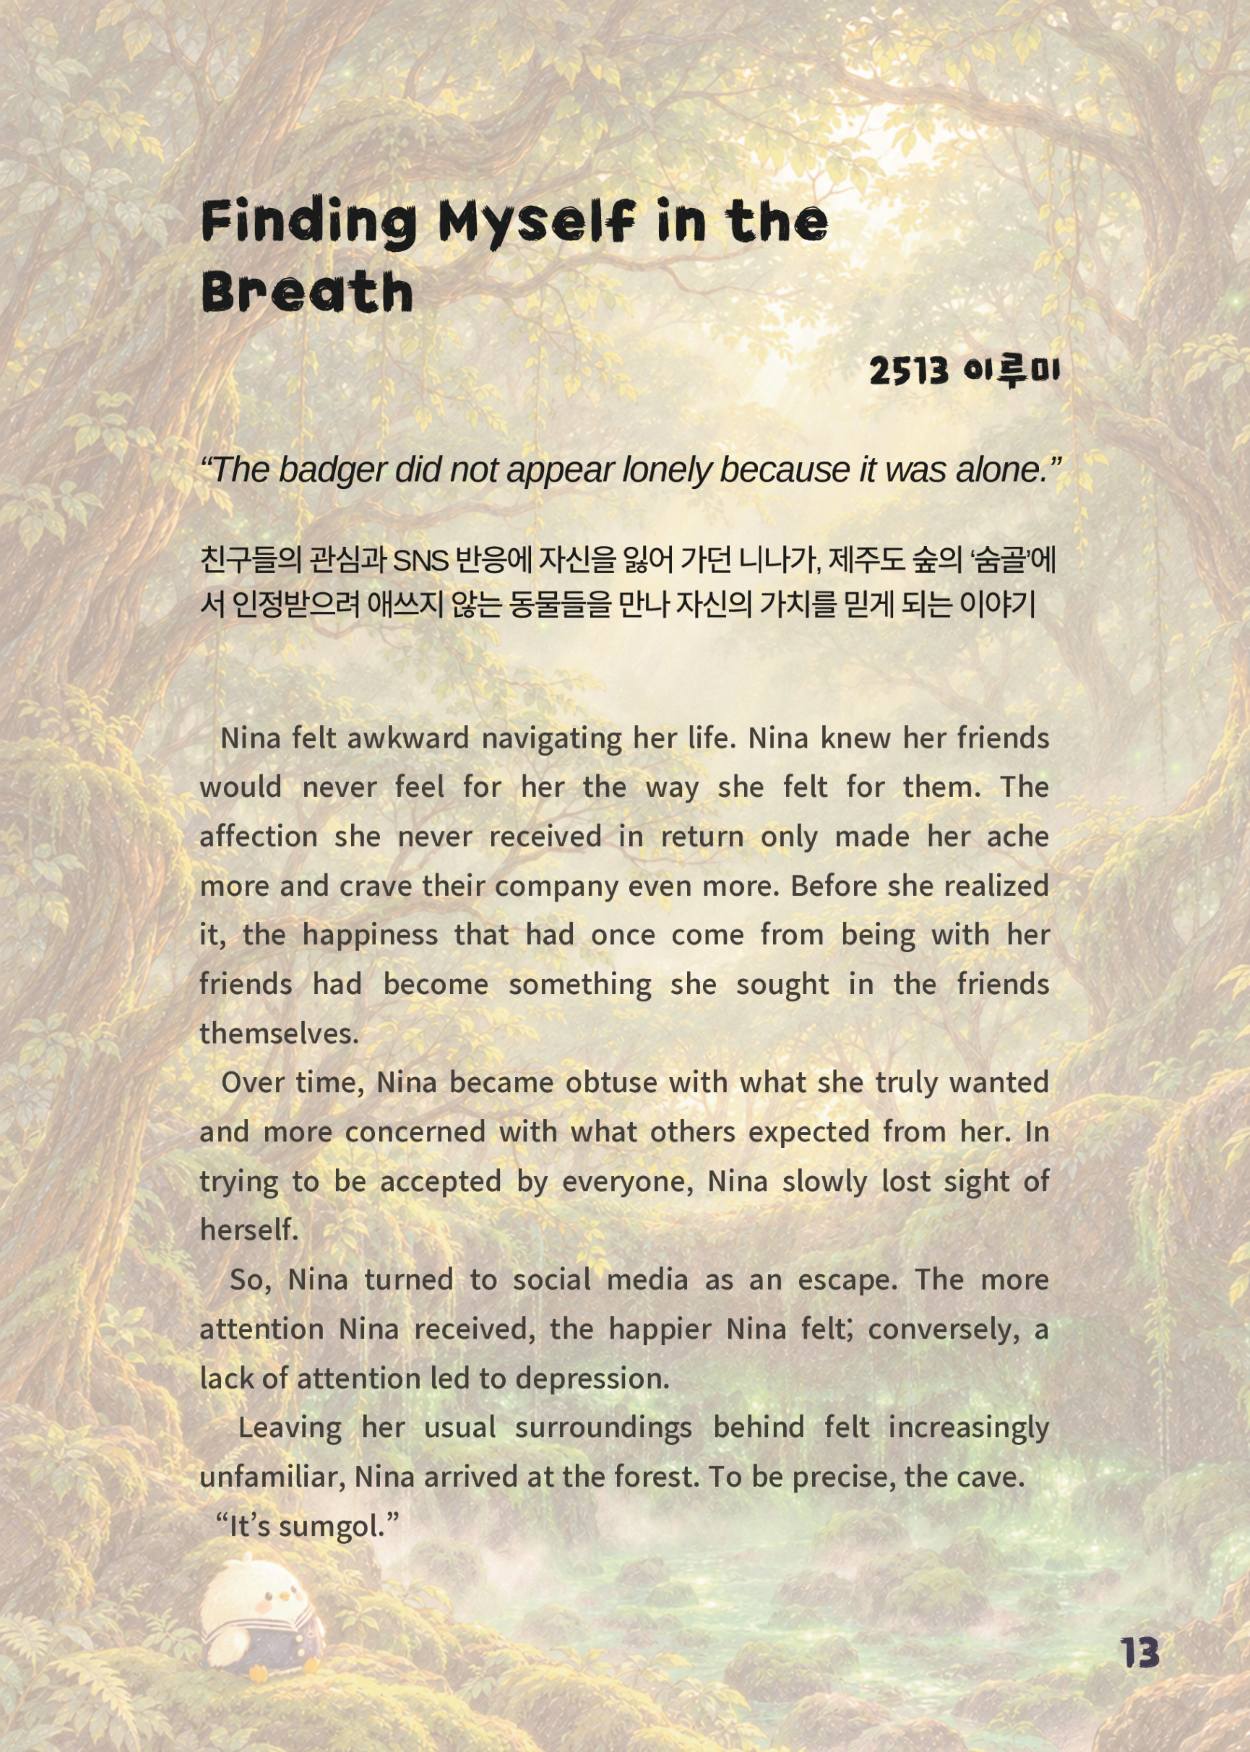 Finding Myself in the
Breath
2513 이루미
“The badger did not appear lonely because it was alone.”
친구들의 관심과 SNS 반응에 자신을 잃어 가던 니나가, 제주도 숲의 ‘숨골’에
서 인정받으려 애쓰지 않는 동물들을 만나 자신의 가치를 믿게 되는 이야기
Nina felt awkward navigating her life. Nina knew her friends
would never feel for her the way she felt for them. The
affection she never received in return only made her ache
more and crave their company even more. Before she realized
it, the happiness that had once come from being with her
friends had become something she sought in the friends
themselves.
Over time, Nina became obtuse with what she truly wanted
and more concerned with what others expected from her. In
trying to be accepted by everyone, Nina slowly lost sight of
herself.
So, Nina turned to social media as an escape. The more
attention Nina received, the happier Nina felt; conversely, a
lack of attention led to depression.
Leaving her usual surroundings behind felt increasingly
unfamiliar, Nina arrived at the forest. To be precise, the cave.
“It’s sumgol.”
13